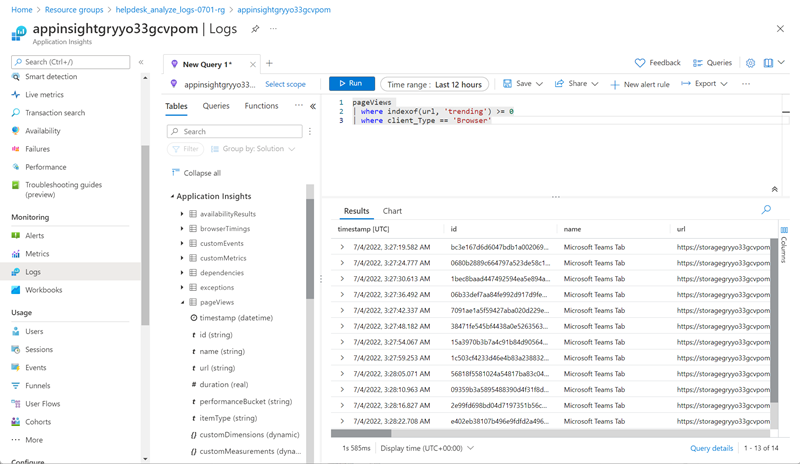 Home > Resource groups > helpdesk_analyze_logs-0701-rg > appinsightgryyo33gcvpom
appinsightgryyo33gcvpom | Logs
Application Insights
Search (Ctrl+/)
Smart detection
Live metrics
Transaction search
Availability
Failures
Performance
Troubleshooting guides (preview)
Monitoring
Alerts
Metrics
Logs
Workbooks
Usage
Users
Sessions
Events
Funnels
User Flows
Cohorts
More
Configure
New Query 1*
Feedback
Queries
appinsightgryyo33...
Select scope
Run
Time range : Last 12 hours
Save
Share
New alert rule
Export
Tables
Queries
Functions
Search
Filter
Group by: Solution
Collapse all
Application Insights
availabilityResults
browserTimings
customEvents
customMetrics
dependencies
exceptions
pageViews
timestamp (datetime)
id (string)
name (string)
url (string)
duration (real)
performanceBucket (string)
itemType (string)
customDimensions (dynamic)
customMeasurements (dyna...
1 pageViews
2 | where indexof(url, 'trending') >= 0
3 | where client_Type == 'Browser'
Results
Chart
timestamp (UTC) id name url
7/4/2022, 3:27:19.582 AM bc3e167d6d6047bdb1a002069... Microsoft Teams Tab https://storagegryyo33gcvpom
7/4/2022, 3:27:24.777 AM 0680b2889c664797a523de58c1... Microsoft Teams Tab https://storagegryyo33gcvpom
7/4/2022, 3:27:30.613 AM 1bec8baad447492594ea5e894a... Microsoft Teams Tab https://storagegryyo33gcvpom
7/4/2022, 3:27:36.492 AM 06b33def7aa84fe992d917d9fe... Microsoft Teams Tab https://storagegryyo33gcvpom
7/4/2022, 3:27:42.337 AM 7091ae1a5f59427aba020d229e... Microsoft Teams Tab https://storagegryyo33gcvpom
7/4/2022, 3:27:48.182 AM 38471fe545bf4438a0e5263563... Microsoft Teams Tab https://storagegryyo33gcvpom
7/4/2022, 3:27:54.067 AM 15a3970b3b7a4c91b84d90564... Microsoft Teams Tab https://storagegryyo33gcvpom
7/4/2022, 3:27:59.253 AM 1c503cf4233d46e4b83a238832... Microsoft Teams Tab https://storagegryyo33gcvpom
7/4/2022, 3:28:05.071 AM 56818f5581024a54817ba83c04... Microsoft Teams Tab https://storagegryyo33gcvpom
7/4/2022, 3:28:10.963 AM 09359b3a5895488390d4f31f8d... Microsoft Teams Tab https://storagegryyo33gcvpom
7/4/2022, 3:28:16.827 AM 2e99fd698bd04d7197351b56c... Microsoft Teams Tab https://storagegryyo33gcvpom
7/4/2022, 3:28:22.708 AM e402eb38107b496e9fdfd2a496... Microsoft Teams Tab https://storagegryyo33gcvpom
Columns
1s 585ms
Display time (UTC+00:00)
Query details
1 - 13 of 14